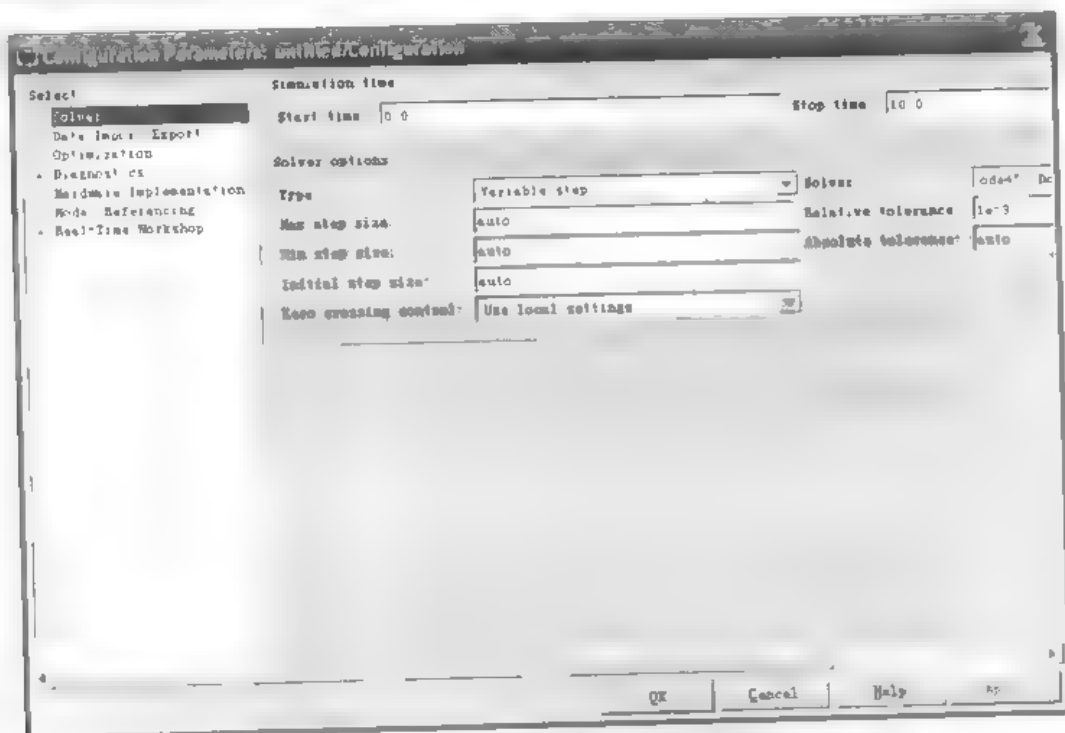 Configuration Parameters: untitled/Configuration
Select
Solver
Data Import Export
Optimization
Diagnostics
Hardware Implementation
Model Referencing
Real-Time Workshop
Simulation time
Start time 0 0
Stop time 10 0
Solver options
Type
Variable step
Solver
Max step size
auto
Relative tolerance
1e-3
Min step size:
auto
Absolute tolerance:
auto
Initial step size:
auto
Zero crossing control:
Use local settings
OK
Cancel
Help